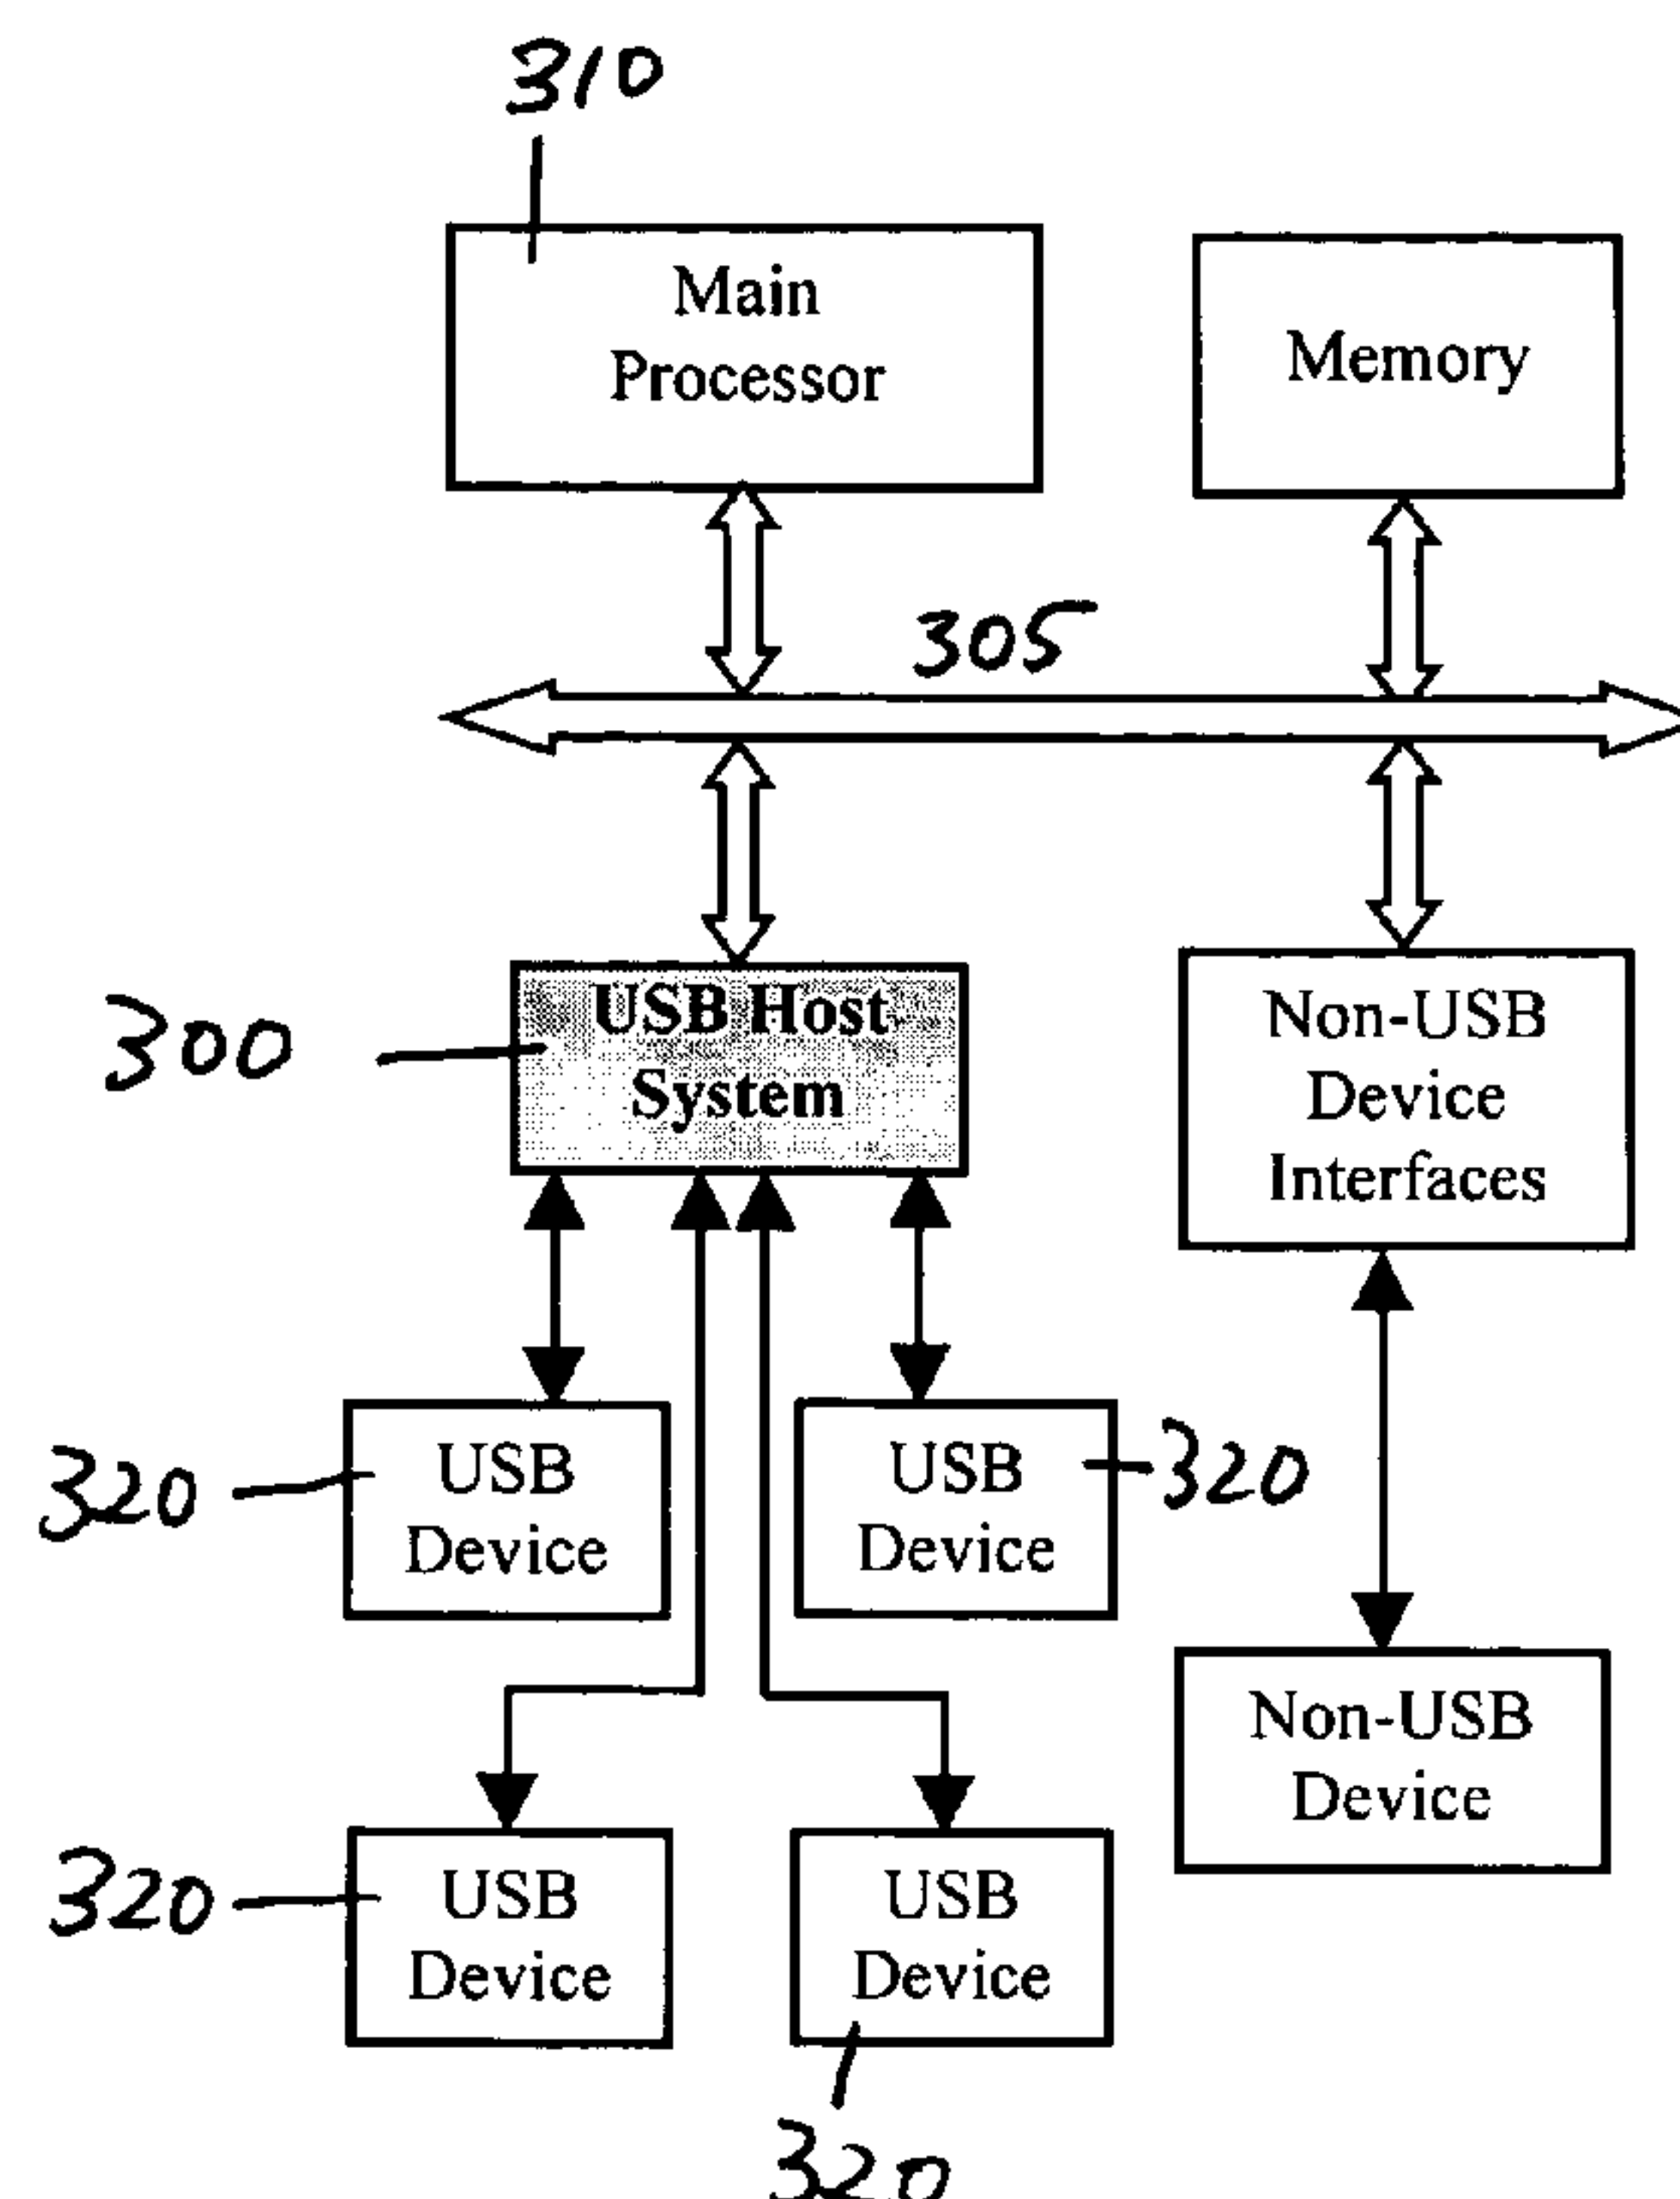 310
Main
Processor
Memory
305
300
USB Host
System
Non-USB
Device
Interfaces
320
USB
Device
USB
Device
320
Non-USB
Device
320
USB
Device
USB
Device
320